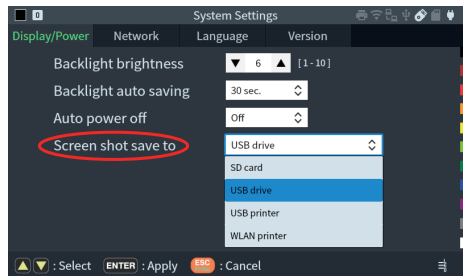 0 System Settings
Display/Power Network Language Version
Backlight brightness 6 [1-10]
Backlight auto saving 30 sec.
Auto power off Off
Screen shot save to USB drive
SD card
USB drive
USB printer
WLAN printer
: Select ENTER : Apply ESC : Cancel